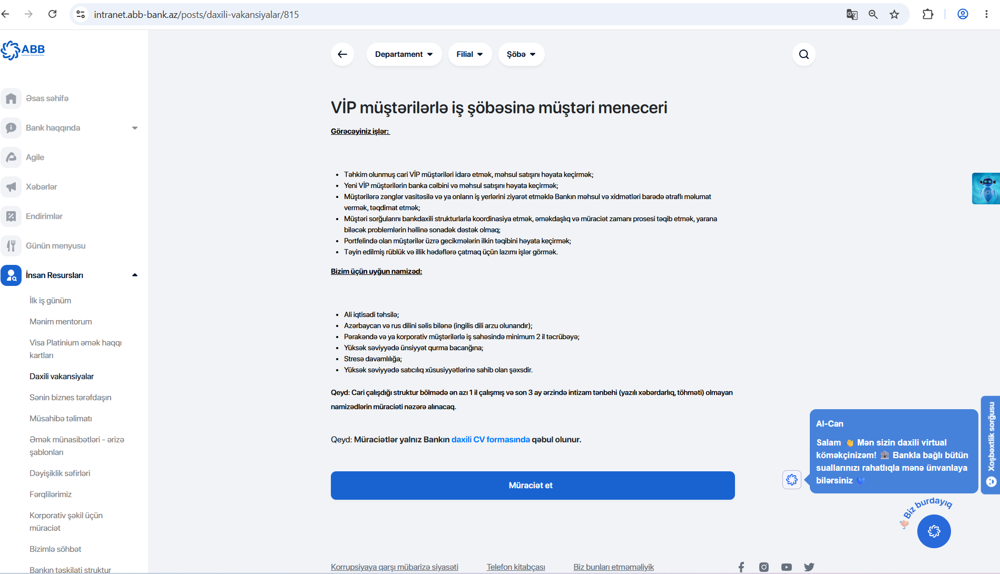 intranet.abb-bank.az/posts/daxili-vakansiyalar/815
ABB
Departament
Filial
Şöbə
Əsas səhifə
Bank haqqında
Agile
Xəbərlər
Endirimlər
Günün menyusu
İnsan Resursları
İlk iş günüm
Mənim mentorum
Visa Platinium əmək haqqı
kartları
Daxili vakansiyalar
Sənin biznes tərəfdaşın
Müsahibə təlimatı
Əmək münasibətləri - ərizə
şablonları
Dəyişiklik səfirləri
Fərqlilərimiz
Korporativ şəkil üçün
müraciət
Bizimlə söhbət
Bankın təşkilati struktur
VİP müştərilərlə iş şöbəsinə müştəri meneceri
Görəcəyiniz işlər:
• Təhkim olunmuş cari VİP müştəriləri idarə etmək, məhsul satışını həyata keçirmək;
• Yeni VİP müştərilərin banka cəlbini və məhsul satışını həyata keçirmək;
• Müştərilərə zənglər vasitəsilə və ya onların iş yerlərini ziyarət etməklə Bankın məhsul və xidmətləri barədə ətraflı məlumat
vermək, təqdimat etmək;
• Müştəri sorğularını bankdaxili strukturlarla koordinasiya etmək, əməkdaşlıq və müraciət zamanı prosesi təqib etmək, yarana
biləcək problemlərin həllinə sonadək dəstək olmaq;
• Portfelində olan müştərilər üzrə gecikmələrin ilkin təqibini həyata keçirmək;
• Təyin edilmiş rüblük və illik hədəflərə çatmaq üçün lazımı işlər görmək.
Bizim üçün uyğun namizəd:
• Ali iqtisadi təhsilə;
• Azərbaycan və rus dilini səlis bilənə (ingilis dili arzu olunandır);
• Pərakəndə və ya korporativ müştərilərlə iş sahəsində minimum 2 il təcrübəyə;
• Yüksək səviyyədə ünsiyyət qurma bacarığına;
• Stresə davamlılığa;
• Yüksək səviyyədə satıcılıq xüsusiyyətlərinə sahib olan şəxsdir.
Qeyd: Cari çalışdığı struktur bölmədə ən azı 1 il çalışmış və son 3 ay ərzində intizam tənbehi (yazılı xəbərdarlıq, töhməti) olmayan
namizədlərin müraciəti nəzərə alınacaq.
Qeyd: Müraciətlər yalnız Bankın daxili CV formasında qəbul olunur.
Müraciət et
AI-Can
Salam 👋 Mən sizin daxili virtual
köməkçinizəm! 🏦 Bankla bağlı bütün
suallarınızı rahatlıqla mənə ünvanlaya
bilərsiniz 💙
Xoşbəxtlik sorğusu
Biz burdayıq
Korrupsiyaya qarşı mübarizə siyasəti
Telefon kitabçası
Biz bunları etməməliyik